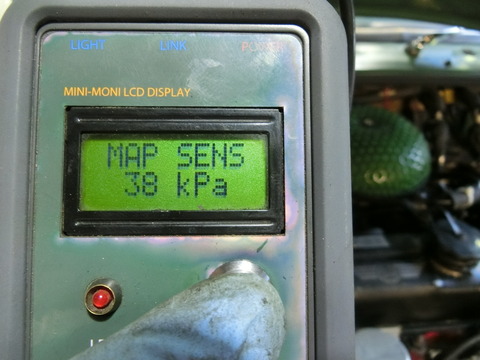 LIGHT LINK POWER
MINI-MONI LCD DISPLAY
MAP SENS
38 kPa